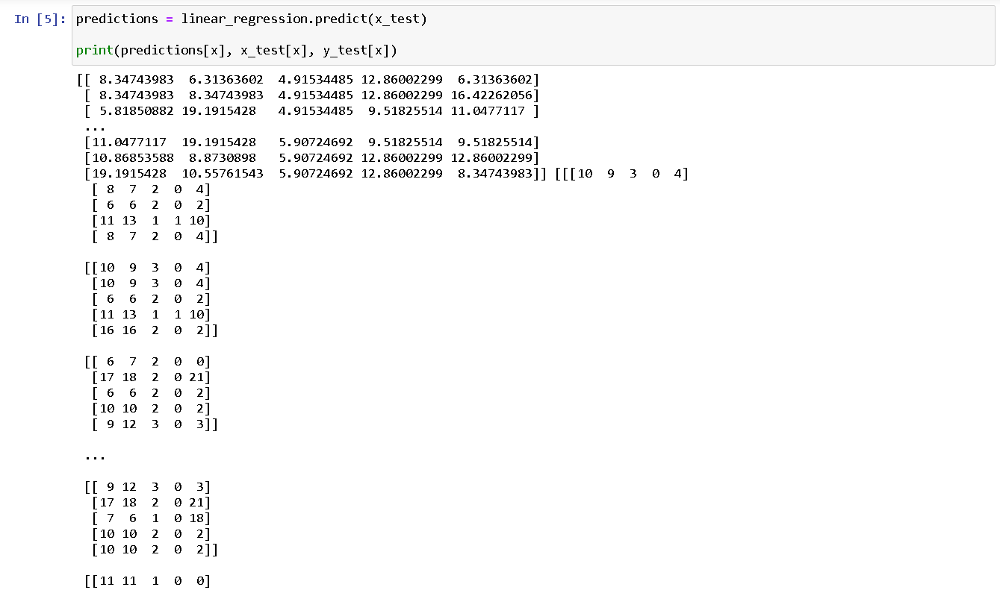 In [5]: predictions = linear_regression.predict(x_test)
print(predictions[x], x_test[x], y_test[x])
[[ 8.34743983  6.31363602  4.91534485 12.86002299  6.31363602]
 [ 8.34743983  8.34743983  4.91534485 12.86002299 16.42262056]
 [ 5.81850882 19.1915428   4.91534485  9.51825514 11.0477117 ]
 ...
 [11.0477117  19.1915428   5.90724692  9.51825514  9.51825514]
 [10.86853588  8.8730898   5.90724692 12.86002299 12.86002299]
 [19.1915428  10.55761543  5.90724692 12.86002299  8.34743983]] [[[10  9  3  0  4]
  [ 8  7  2  0  4]
  [ 6  6  2  0  2]
  [11 13  1  1 10]
  [ 8  7  2  0  4]]
 [[10  9  3  0  4]
  [10  9  3  0  4]
  [ 6  6  2  0  2]
  [11 13  1  1 10]
  [16 16  2  0  2]]
 [[ 6  7  2  0  0]
  [17 18  2  0 21]
  [ 6  6  2  0  2]
  [10 10  2  0  2]
  [ 9 12  3  0  3]]
 ...
 [[ 9 12  3  0  3]
  [17 18  2  0 21]
  [ 7  6  1  0 18]
  [10 10  2  0  2]
  [10 10  2  0  2]]
 [[11 11  1  0  0]